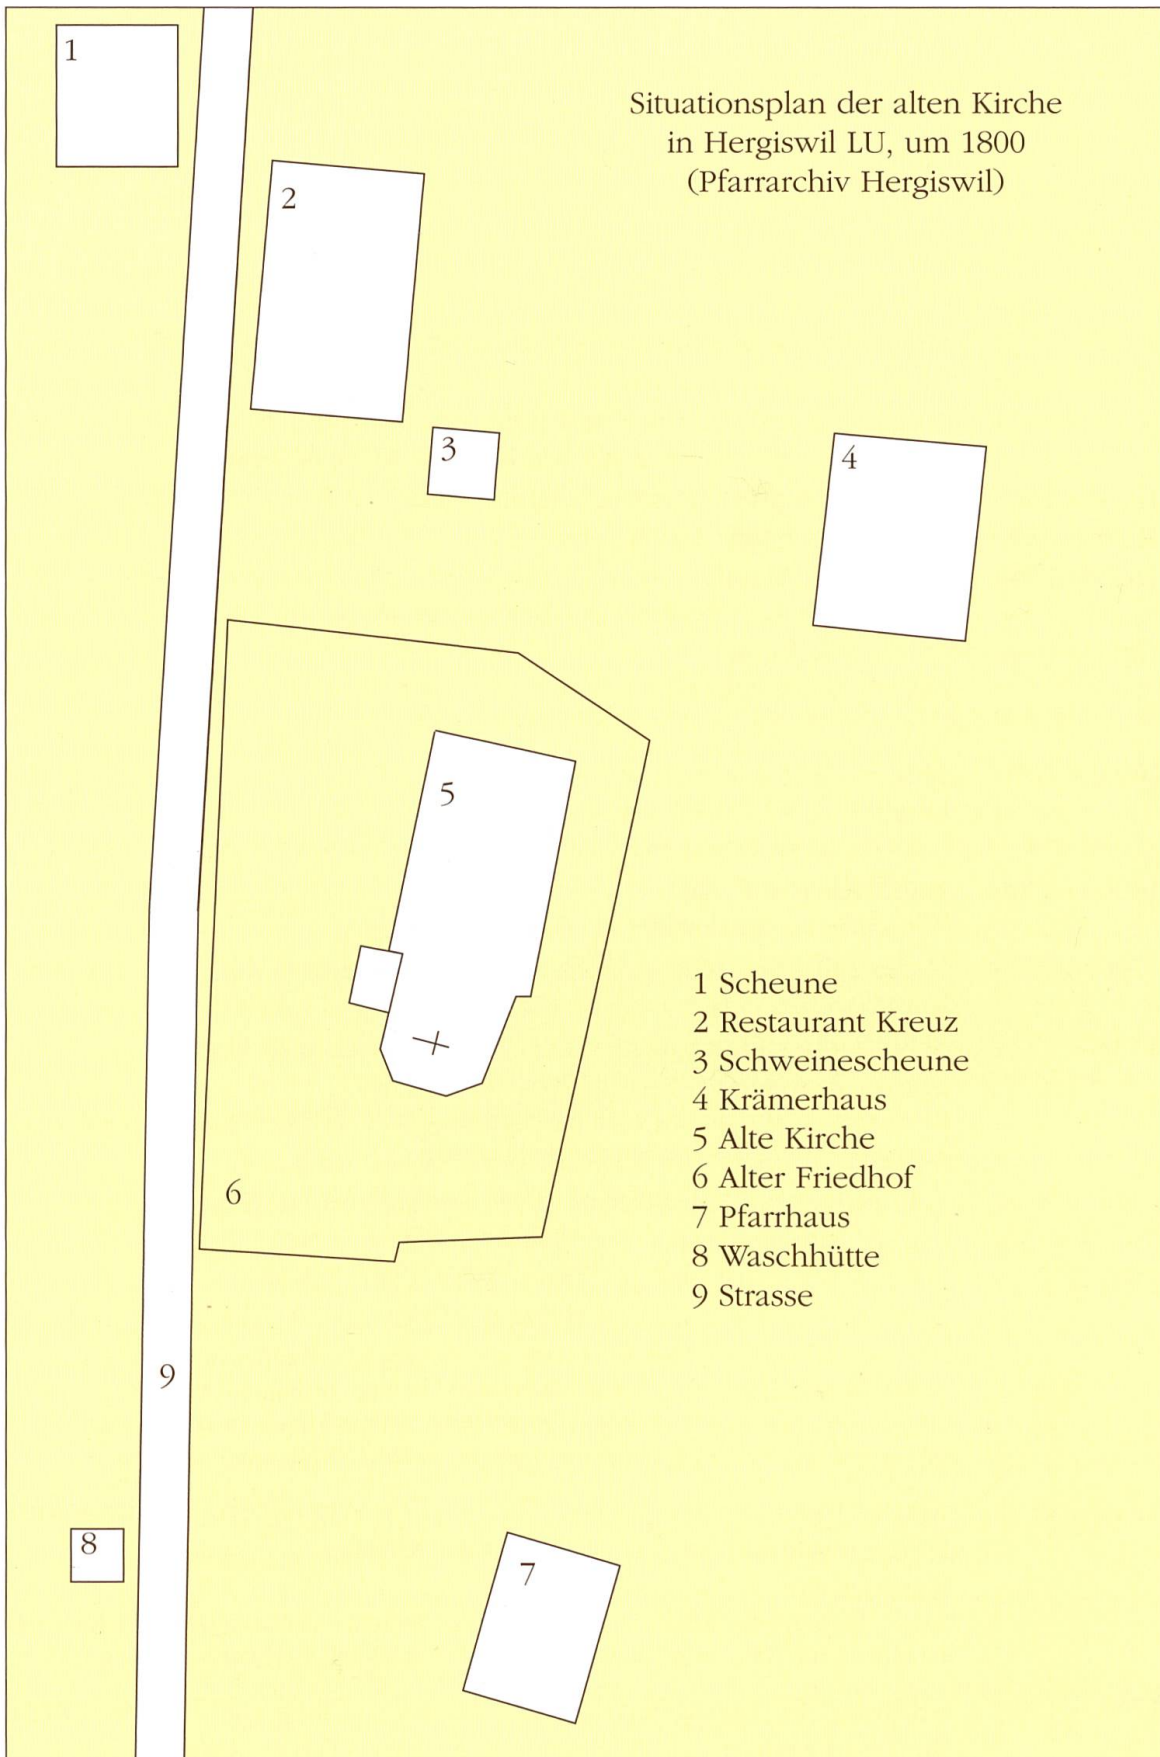 1
Situationsplan der alten Kirche
in Hergiswil LU, um 1800
(Pfarrarchiv Hergiswil)
2
3
4
5
1 Scheune
2 Restaurant Kreuz
3 Schweinescheune
4 Krämerhaus
5 Alte Kirche
6 Alter Friedhof
7 Pfarrhaus
8 Waschhütte
9 Strasse
6
9
8
7